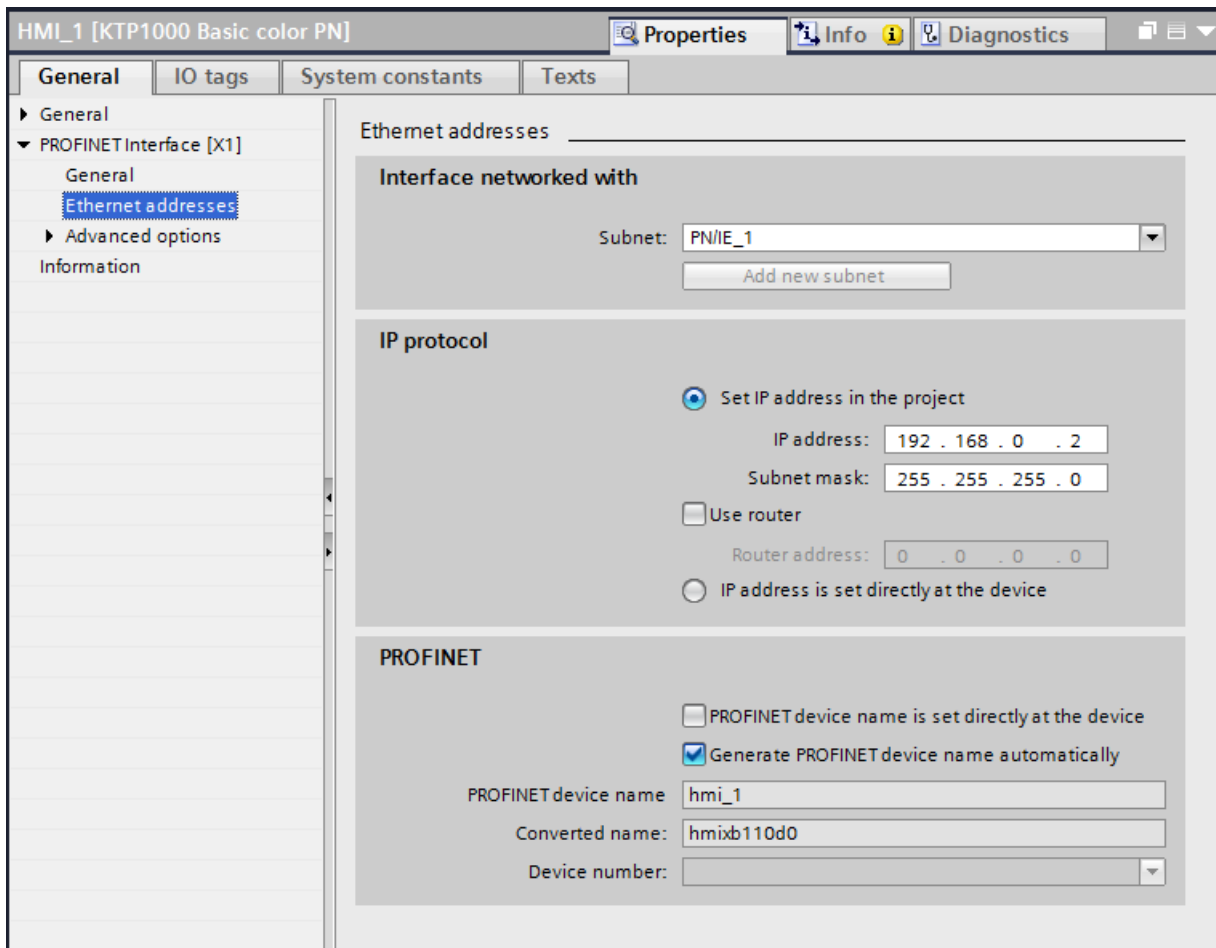 HMI_1 [KTP1000 Basic color PN]
Properties
Info
Diagnostics
General
IO tags
System constants
Texts
General
PROFINET Interface [X1]
General
Ethernet addresses
Advanced options
Information
Ethernet addresses
Interface networked with
Subnet: PN/IE_1
Add new subnet
IP protocol
Set IP address in the project
IP address: 192 . 168 . 0 . 2
Subnet mask: 255 . 255 . 255 . 0
Use router
Router address: 0 . 0 . 0 . 0
IP address is set directly at the device
PROFINET
PROFINET device name is set directly at the device
Generate PROFINET device name automatically
PROFINET device name hmi_1
Converted name: hmixb110d0
Device number: